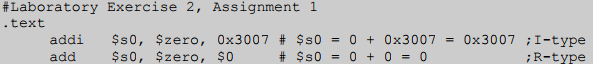 #Laboratory Exercise 2, Assignment 1
.text
addi $s0, $zero, 0x3007 # $s0 = 0 + 0x3007 = 0x3007 ;I-type
add $s0, $zero, $0 # $s0 = 0 + 0 = 0 ;R-type